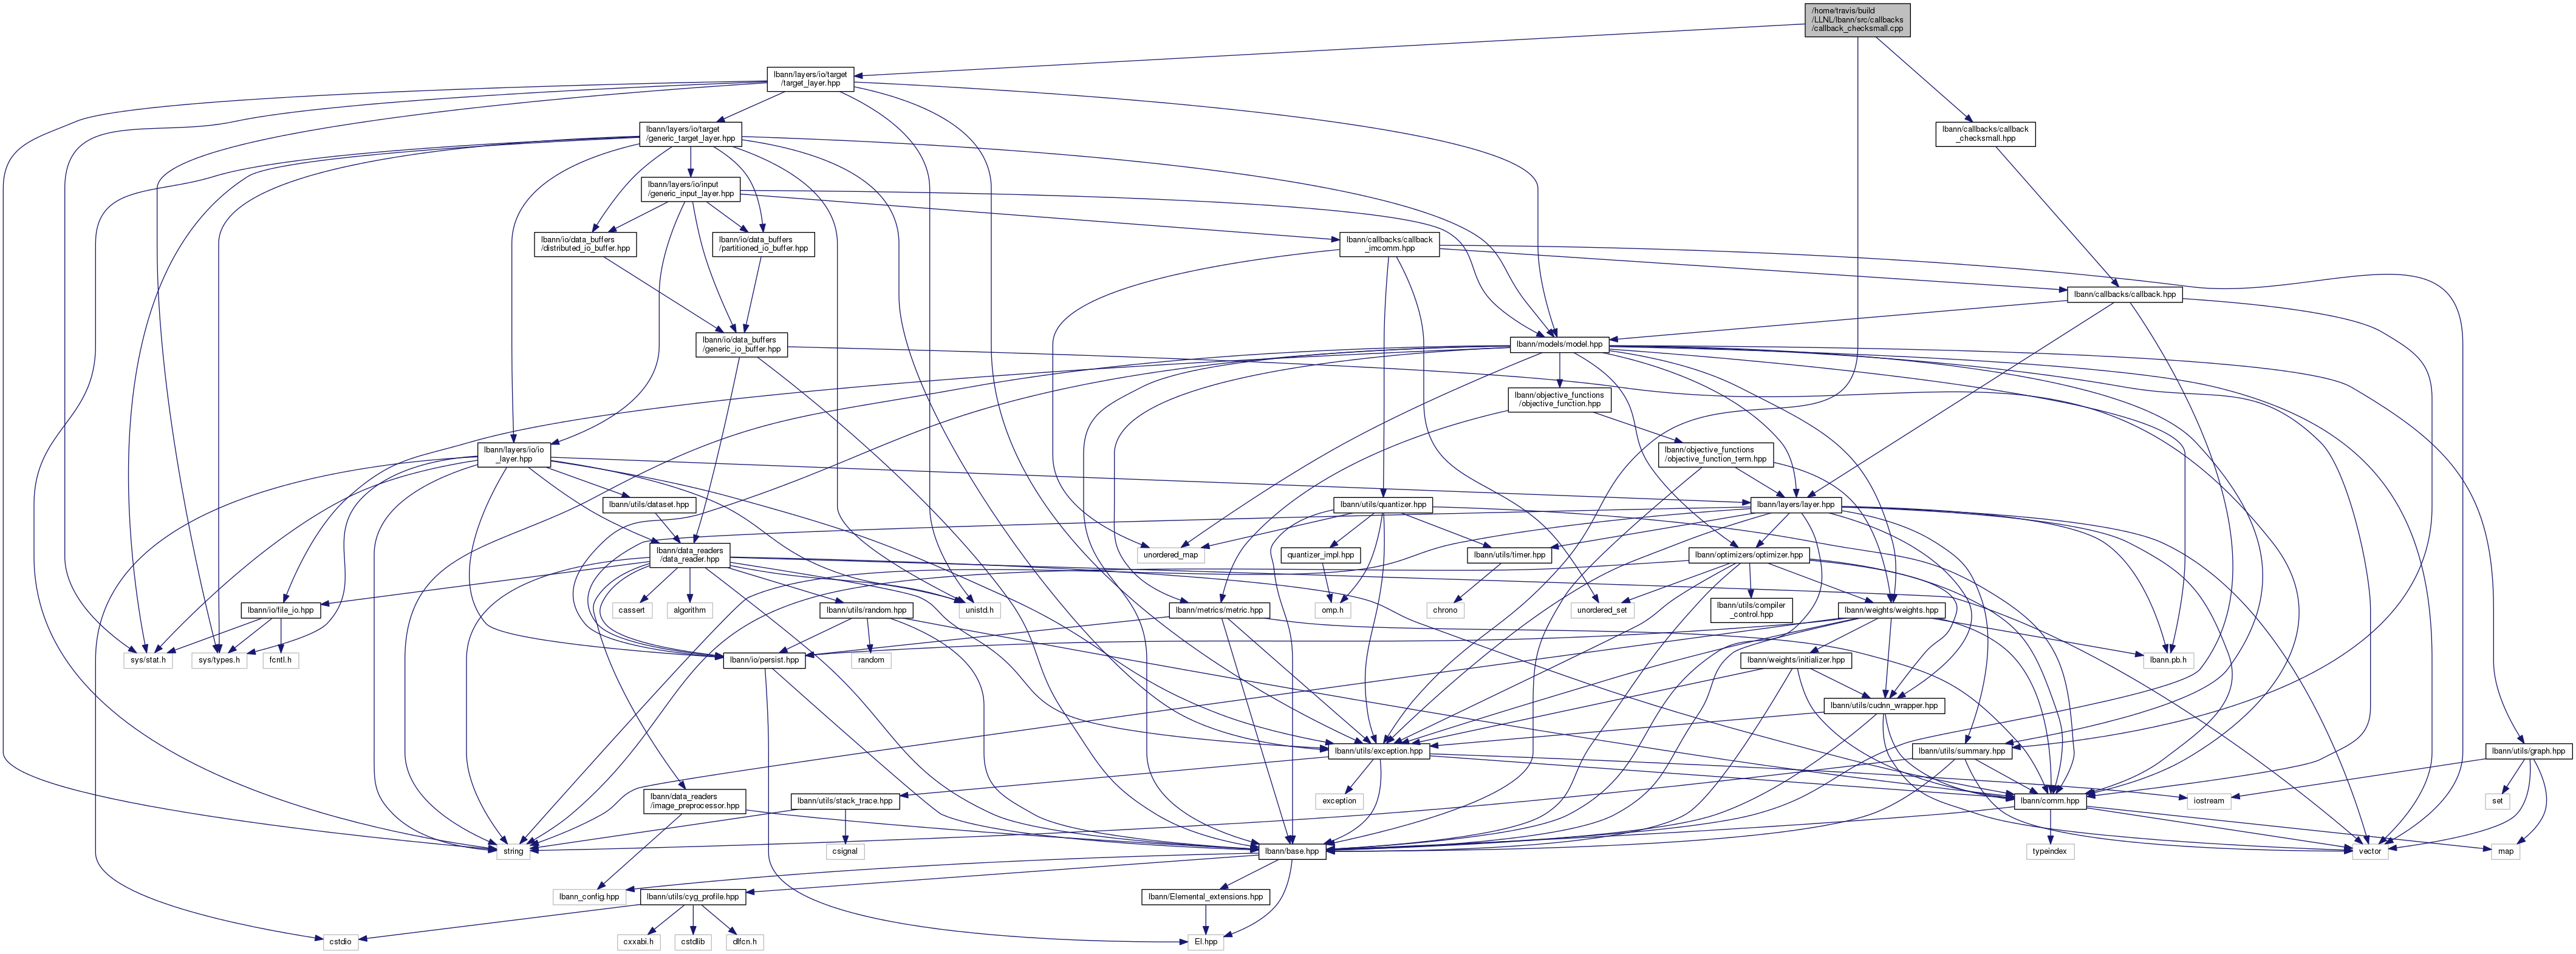 /home/travis/build
/LLNL/lbann/src/callbacks
/callback_checksmall.cpp
lbann/layers/io/target
/target_layer.hpp
lbann/layers/io/target
/generic_target_layer.hpp
lbann/callbacks/callback
_checksmall.hpp
lbann/layers/io/input
/generic_input_layer.hpp
lbann/io/data_buffers
/distributed_io_buffer.hpp
lbann/io/data_buffers
/partitioned_io_buffer.hpp
lbann/callbacks/callback
_imcomm.hpp
lbann/callbacks/callback.hpp
lbann/io/data_buffers
/generic_io_buffer.hpp
lbann/models/model.hpp
lbann/objective_functions
/objective_function.hpp
lbann/layers/io/io
_layer.hpp
lbann/objective_functions
/objective_function_term.hpp
lbann/utils/dataset.hpp
lbann/utils/quantizer.hpp
lbann/layers/layer.hpp
lbann/data_readers
/data_reader.hpp
unordered_map
quantizer_impl.hpp
lbann/utils/timer.hpp
lbann/optimizers/optimizer.hpp
lbann/io/file_io.hpp
cassert
algorithm
lbann/utils/random.hpp
unistd.h
lbann/metrics/metric.hpp
omp.h
chrono
unordered_set
lbann/utils/compiler
_control.hpp
lbann/weights/weights.hpp
sys/stat.h
sys/types.h
fcntl.h
lbann/io/persist.hpp
random
lbann/weights/initializer.hpp
lbann.pb.h
lbann/utils/cudnn_wrapper.hpp
lbann/utils/exception.hpp
lbann/utils/summary.hpp
lbann/utils/graph.hpp
lbann/data_readers
/image_preprocessor.hpp
lbann/utils/stack_trace.hpp
exception
lbann/comm.hpp
iostream
set
string
csignal
lbann/base.hpp
typeindex
vector
map
lbann_config.hpp
lbann/utils/cyg_profile.hpp
lbann/Elemental_extensions.hpp
cstdio
cxxabi.h
cstdlib
dlfcn.h
El.hpp